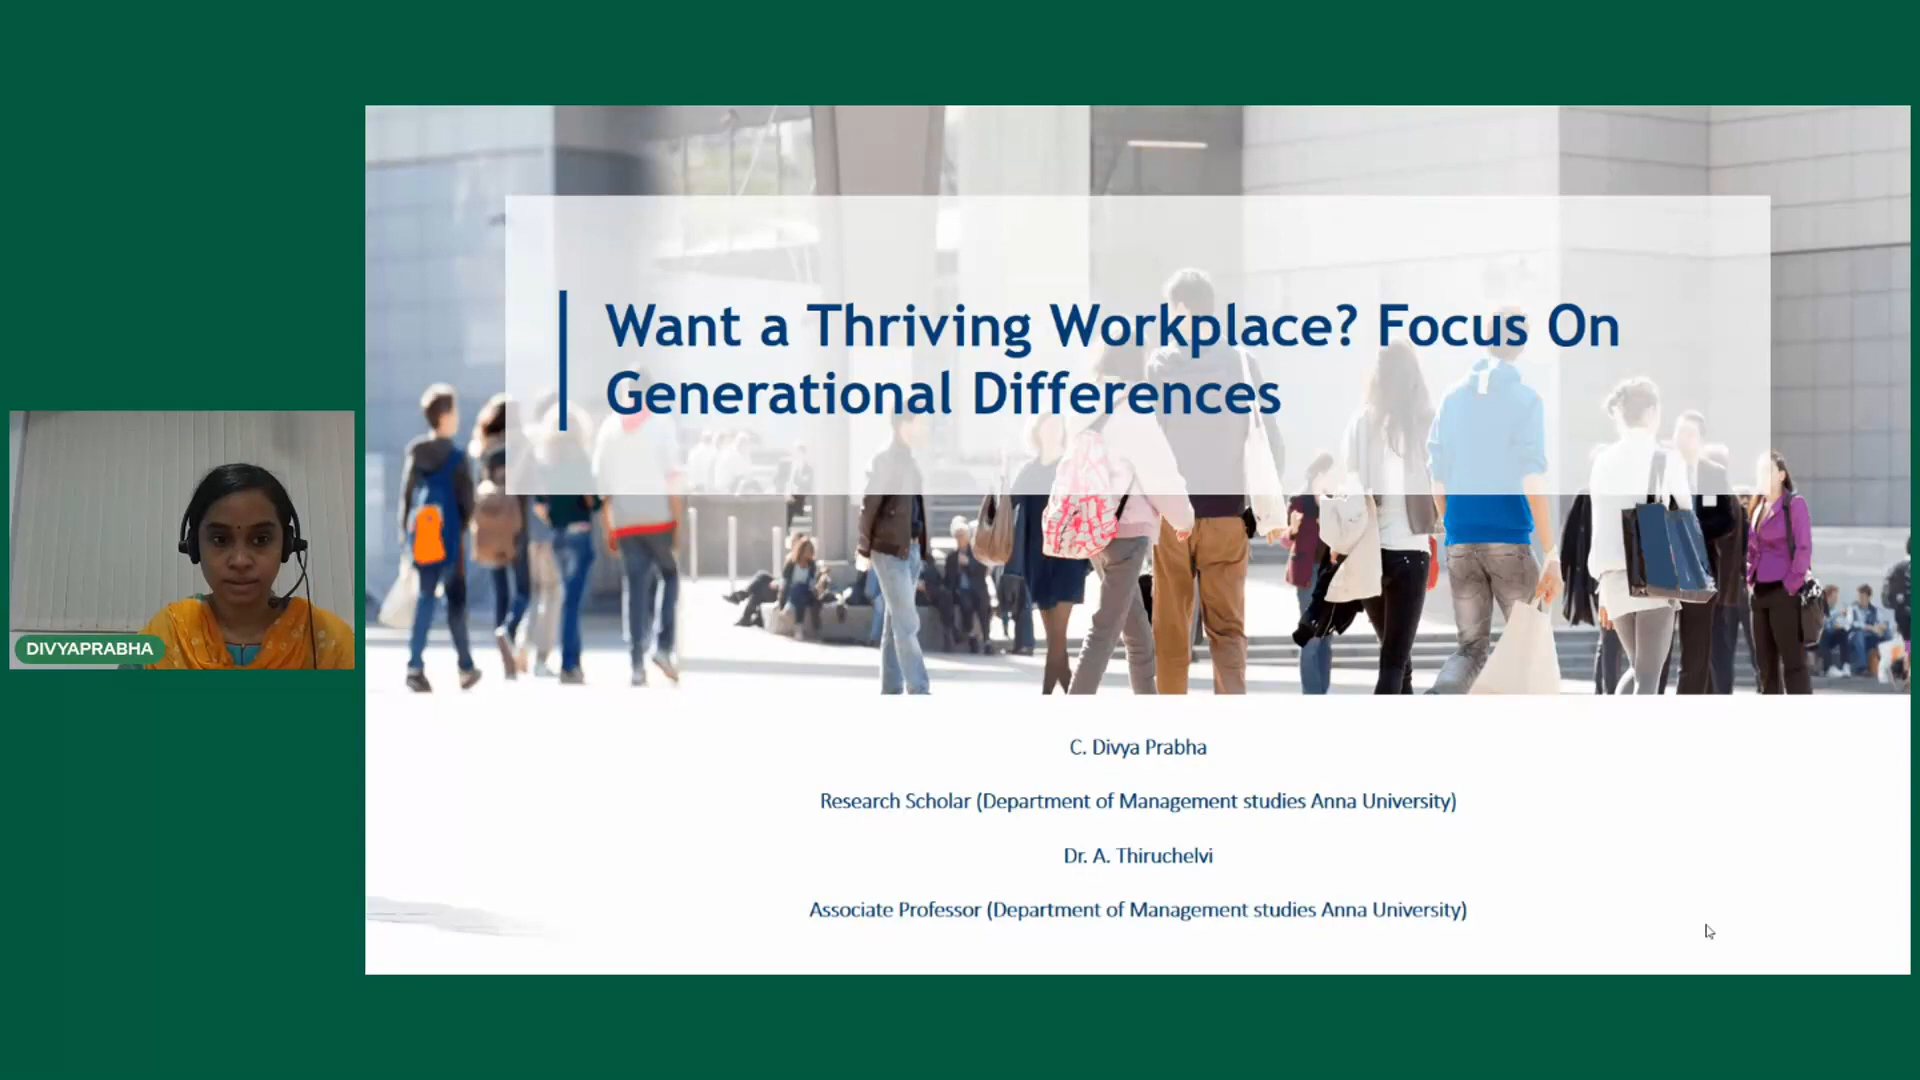 Want a Thriving Workplace? Focus On
Generational Differences
DIVYAPRABHA
C. Divya Prabha
Research Scholar (Department of Management studies Anna University)
Dr. A. Thiruchelvi
Associate Professor (Department of Management studies Anna University)